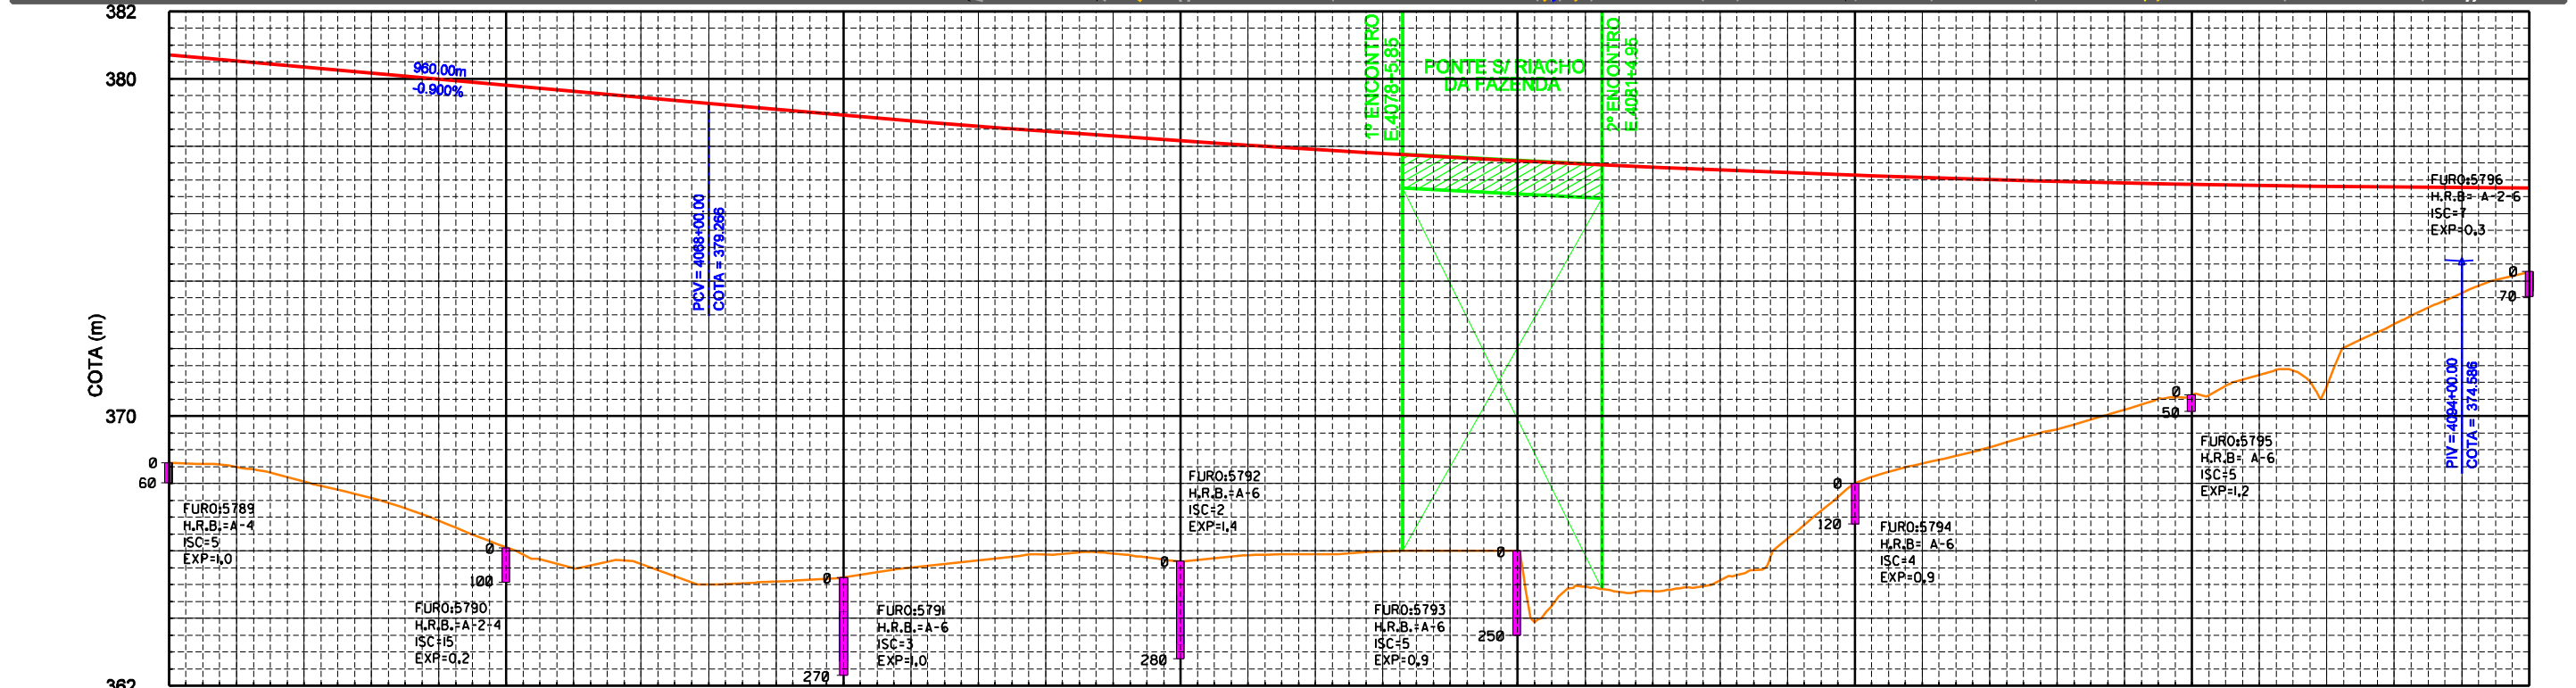 382
380
COTA (m)
370
362
960.00m
-0.900%
PCV = 4068+00.00
COTA = 379.266
1º ENCONTRO
E.4078+5.85
PONTE S/ RIACHO
DA FAZENDA
2º ENCONTRO
E.4081+4.95
0
60
FURO:5789
H.R.B.=A-4
ISC=5
EXP=1,0
0
100
FURO:5790
H.R.B.=A-2-4
ISC=15
EXP=0,2
0
270
FURO:5791
H.R.B.=A-6
ISC=3
EXP=1,0
FURO:5792
H.R.B.=A-6
ISC=2
EXP=1,4
0
280
FURO:5793
H.R.B.=A-6
ISC=5
EXP=0,9
0
250
0
120
FURO:5794
H.R.B= A-6
ISC=4
EXP=0,9
0
50
FURO:5795
H.R.B= A-6
ISC=5
EXP=1,2
FURO:5796
H.R.B= A-2-6
ISC=7
EXP=0,3
0
70
PIV = 4094+00.00
COTA = 374.586